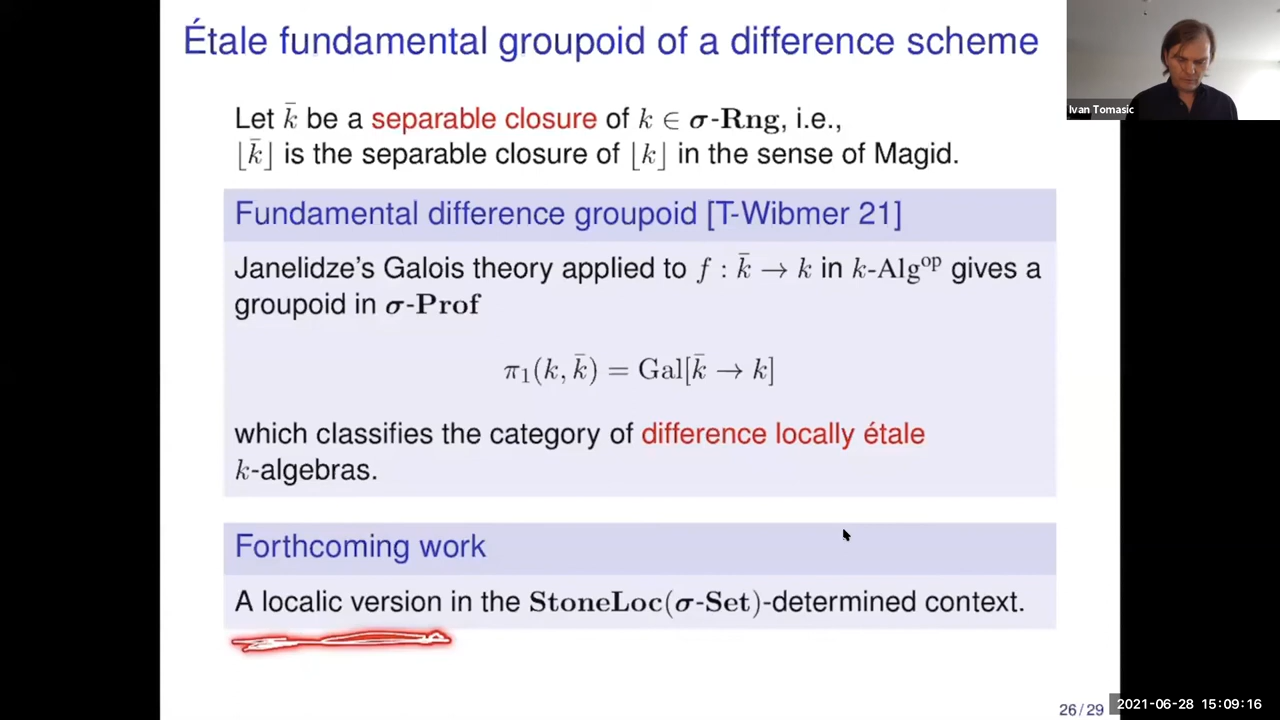 Étale fundamental groupoid of a difference scheme
Ivan Tomasic
Let k̄ be a separable closure of k ∈ σ-Rng, i.e.,
⌊k̄⌋ is the separable closure of ⌊k⌋ in the sense of Magid.
Fundamental difference groupoid [T-Wibmer 21]
Janelidze's Galois theory applied to f : k̄ → k in k-Algᵒᵖ gives a
groupoid in σ-Prof
π₁(k, k̄) = Gal[k̄ → k]
which classifies the category of difference locally étale
k-algebras.
Forthcoming work
A localic version in the StoneLoc(σ-Set)-determined context.
26/29
2021-06-28 15:09:16